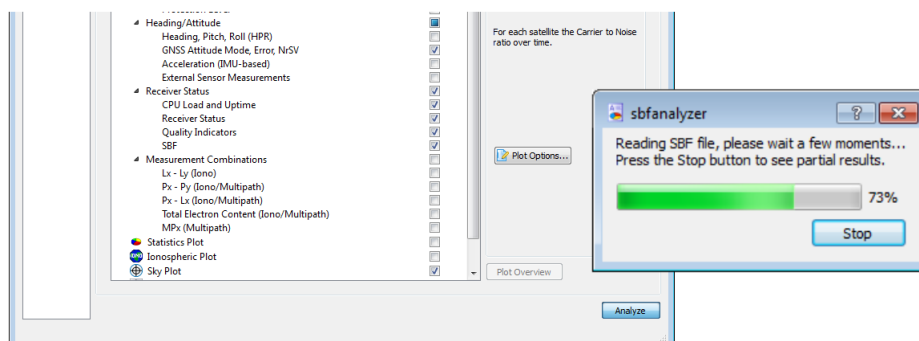 Heading/Attitude
Heading, Pitch, Roll (HPR)
GNSS Attitude Mode, Error, NrSV
Acceleration (IMU-based)
External Sensor Measurements
Receiver Status
CPU Load and Uptime
Receiver Status
Quality Indicators
SBF
Measurement Combinations
Lx - Ly (Iono)
Px - Py (Iono/Multipath)
Px - Lx (Iono/Multipath)
Total Electron Content (Iono/Multipath)
MPx (Multipath)
Statistics Plot
Ionospheric Plot
Sky Plot
For each satellite the Carrier to Noise
ratio over time.
Plot Options...
Plot Overview
Analyze
sbfanalyzer
Reading SBF file, please wait a few moments...
Press the Stop button to see partial results.
73%
Stop